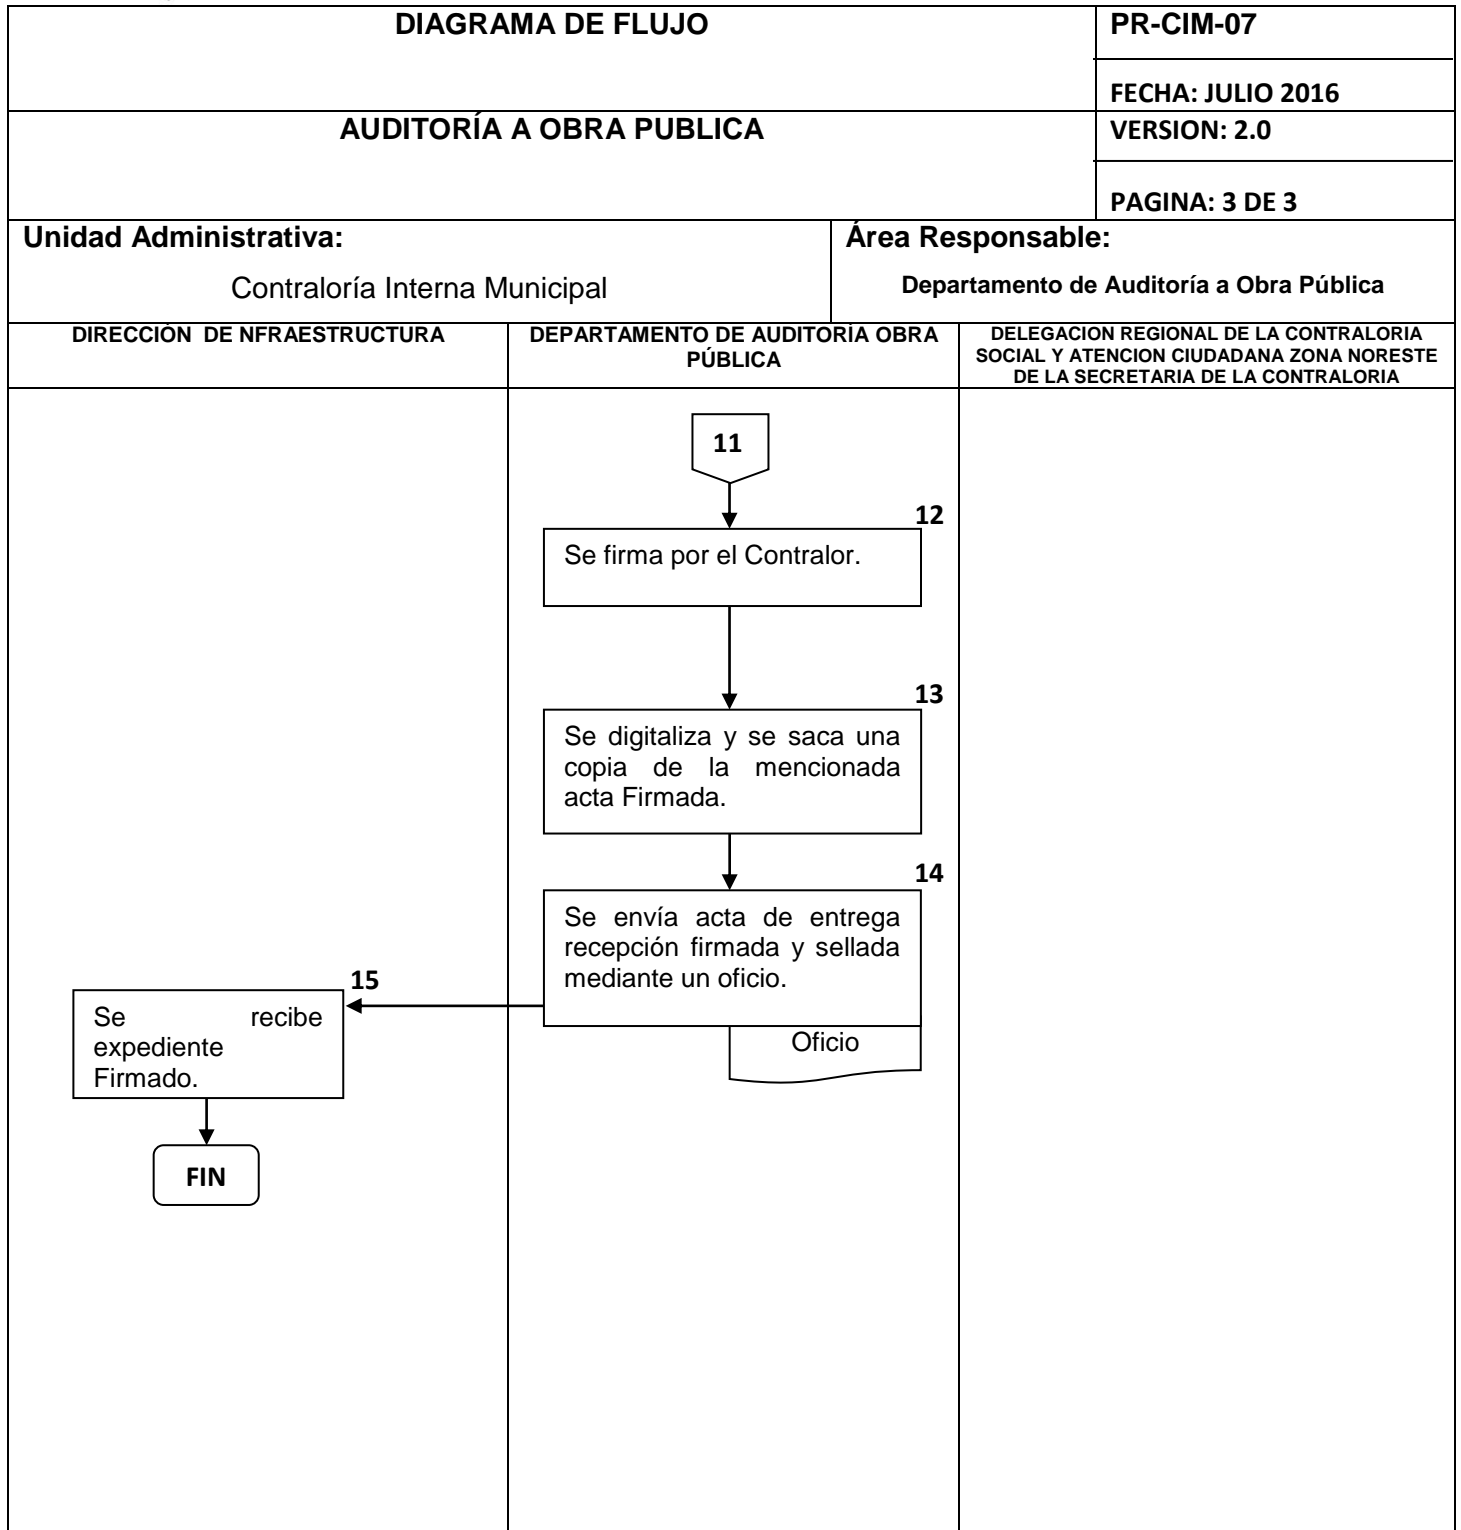 DIAGRAMA DE FLUJO
PR-CIM-07
FECHA: JULIO 2016
AUDITORÍA A OBRA PUBLICA
VERSION: 2.0
PAGINA: 3 DE 3
Unidad Administrativa:
Contraloría Interna Municipal
Área Responsable:
Departamento de Auditoría a Obra Pública
DIRECCIÓN DE NFRAESTRUCTURA
DEPARTAMENTO DE AUDITORÍA OBRA
PÚBLICA
DELEGACION REGIONAL DE LA CONTRALORIA
SOCIAL Y ATENCION CIUDADANA ZONA NORESTE
DE LA SECRETARIA DE LA CONTRALORIA
11
12
Se firma por el Contralor.
13
Se digitaliza y se saca una
copia de la mencionada
acta Firmada.
14
Se envía acta de entrega
recepción firmada y sellada
mediante un oficio.
Oficio
15
Se recibe
expediente
Firmado.
FIN